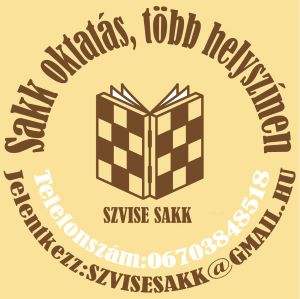 Sakk oktatás, több helyszínen
SZVISE SAKK
Telefonszám:06703848518
Jelentkezz:SZVISESAKK@GMAIL.HU